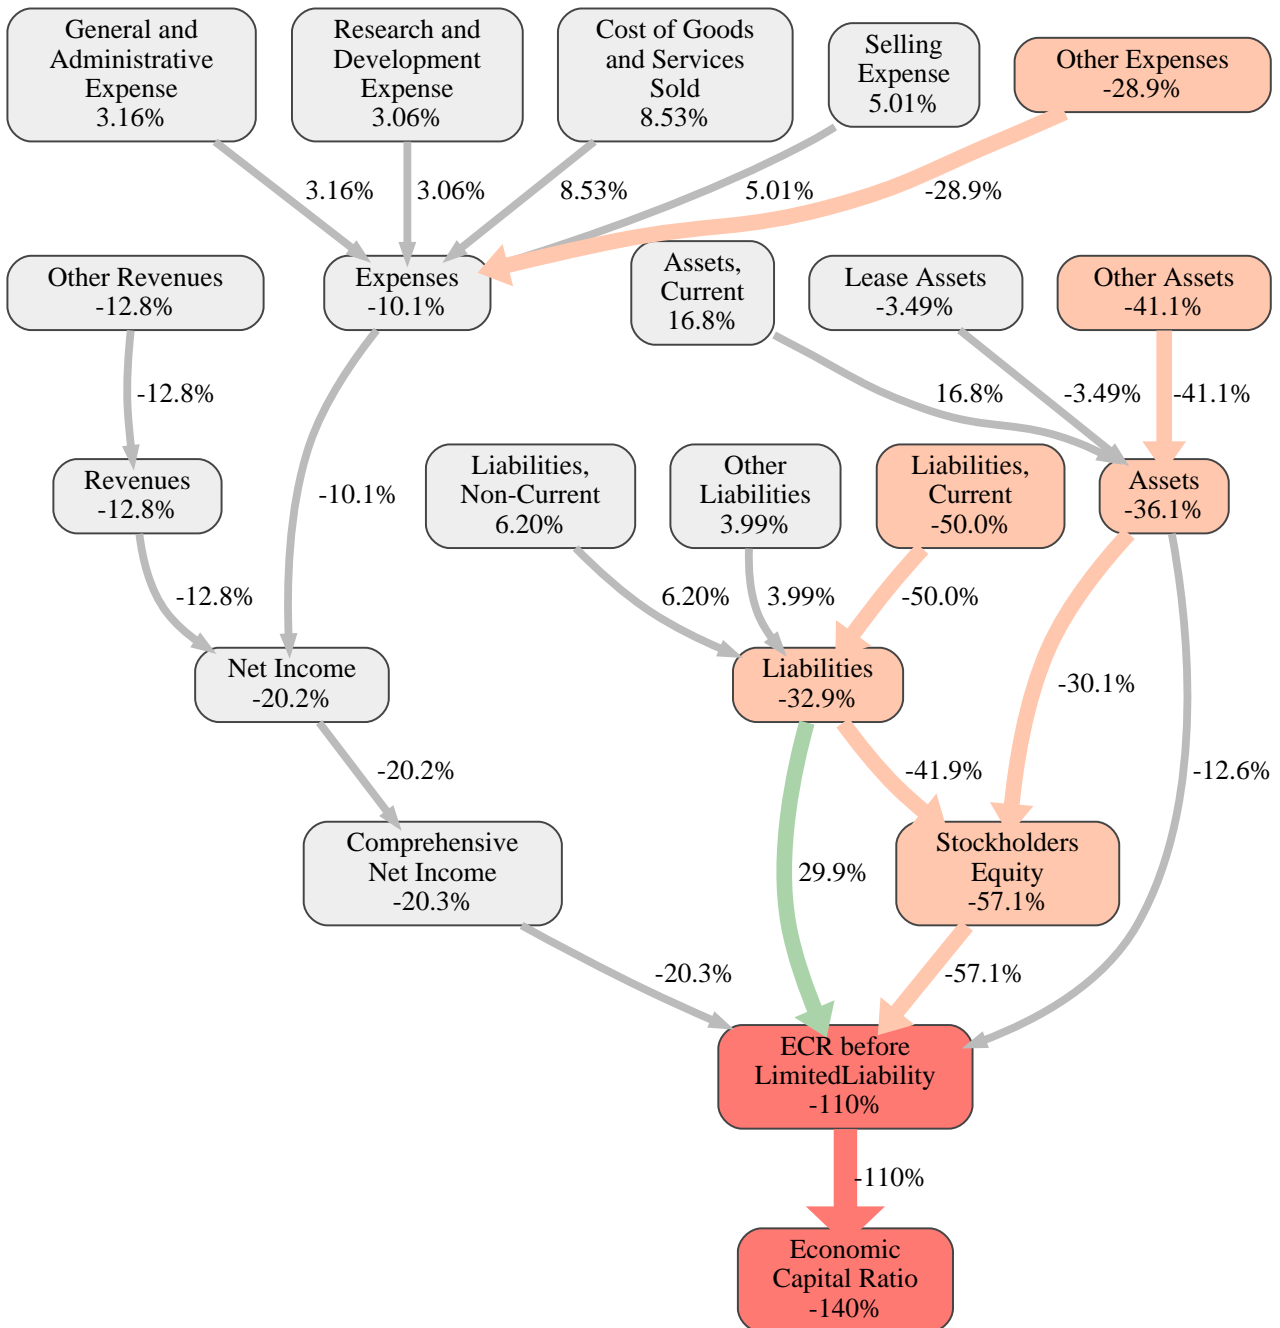 General and
Administrative
Expense
3.16%
Research and
Development
Expense
3.06%
Cost of Goods
and Services
Sold
8.53%
Selling
Expense
5.01%
Other Expenses
-28.9%
3.16%
3.06%
8.53%
5.01%
-28.9%
Other Revenues
-12.8%
Expenses
-10.1%
Assets,
Current
16.8%
Lease Assets
-3.49%
Other Assets
-41.1%
-12.8%
16.8%
-3.49%
-41.1%
Revenues
-12.8%
-10.1%
Liabilities,
Non-Current
6.20%
Other
Liabilities
3.99%
Liabilities,
Current
-50.0%
Assets
-36.1%
-12.8%
6.20%
3.99%
-50.0%
Net Income
-20.2%
Liabilities
-32.9%
-30.1%
-20.2%
-41.9%
-12.6%
Comprehensive
Net Income
-20.3%
29.9%
Stockholders
Equity
-57.1%
-20.3%
-57.1%
ECR before
LimitedLiability
-110%
-110%
Economic
Capital Ratio
-140%